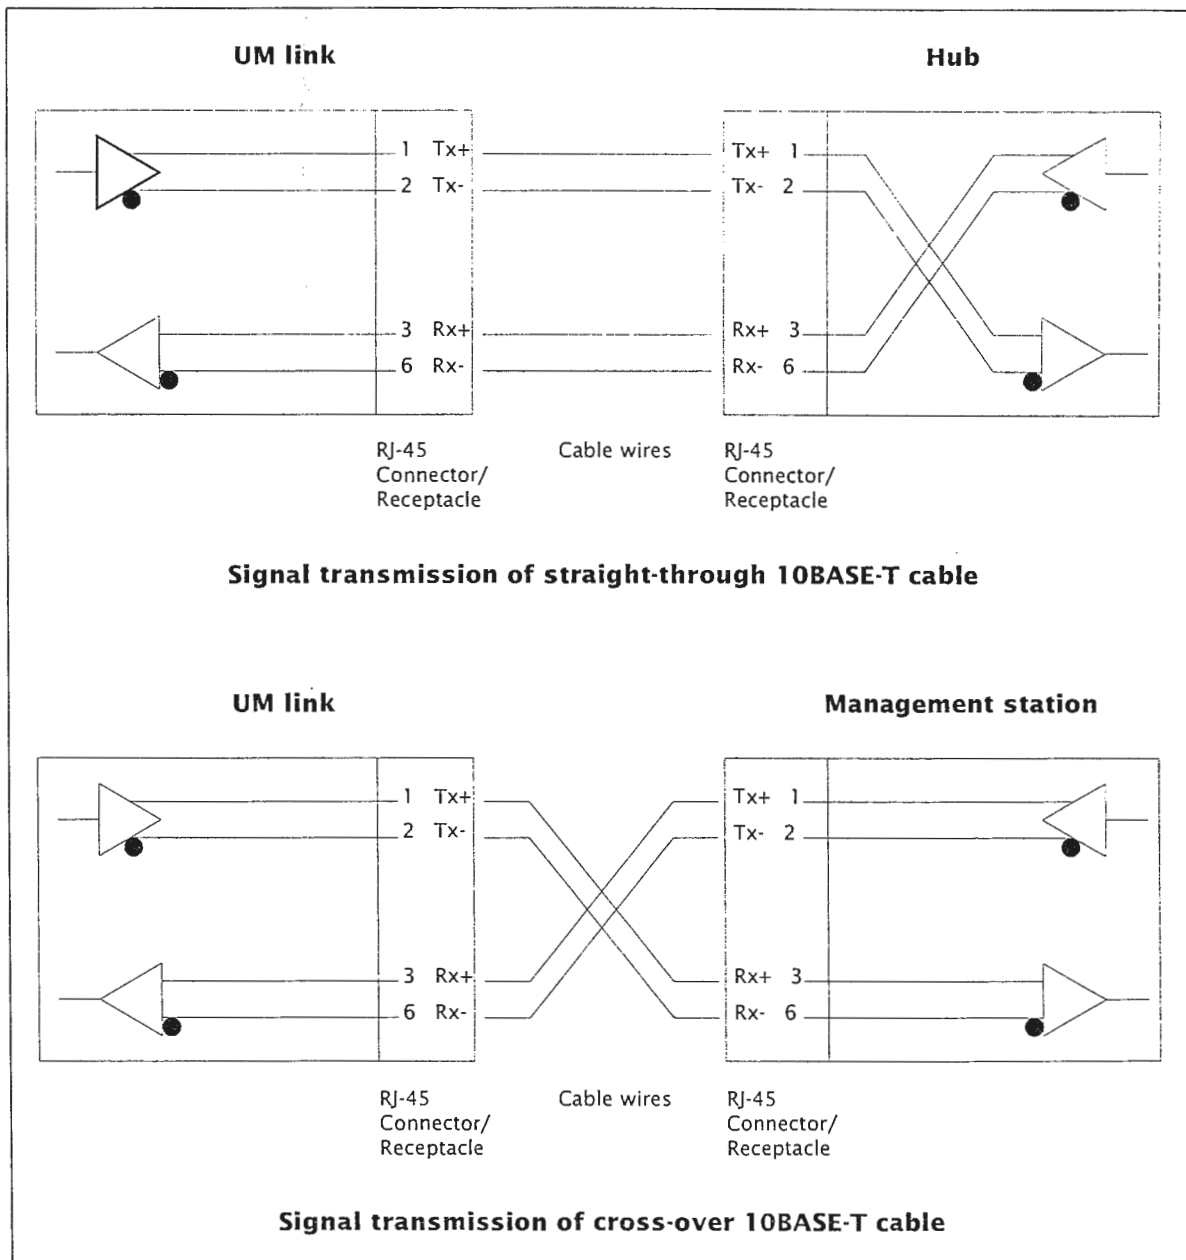 UM link Hub
1 Tx+ Tx+ 1
2 Tx- Tx- 2
3 Rx+ Rx+ 3
6 Rx- Rx- 6
RJ-45 Cable wires RJ-45
Connector/ Connector/
Receptacle Receptacle
Signal transmission of straight-through 10BASE-T cable
UM link Management station
1 Tx+ Tx+ 1
2 Tx- Tx- 2
3 Rx+ Rx+ 3
6 Rx- Rx- 6
RJ-45 Cable wires RJ-45
Connector/ Connector/
Receptacle Receptacle
Signal transmission of cross-over 10BASE-T cable